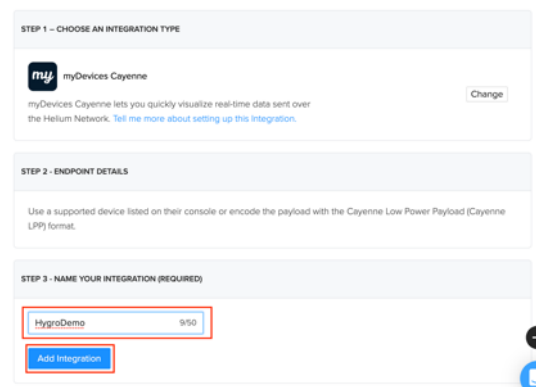 STEP 1 – CHOOSE AN INTEGRATION TYPE
my
myDevices Cayenne
Change
myDevices Cayenne lets you quickly visualize real-time data sent over
the Helium Network. Tell me more about setting up this Integration.
STEP 2 - ENDPOINT DETAILS
Use a supported device listed on their console or encode the payload with the Cayenne Low Power Payload (Cayenne
LPP) format.
STEP 3 - NAME YOUR INTEGRATION (REQUIRED)
HygroDemo 9/50
Add Integration